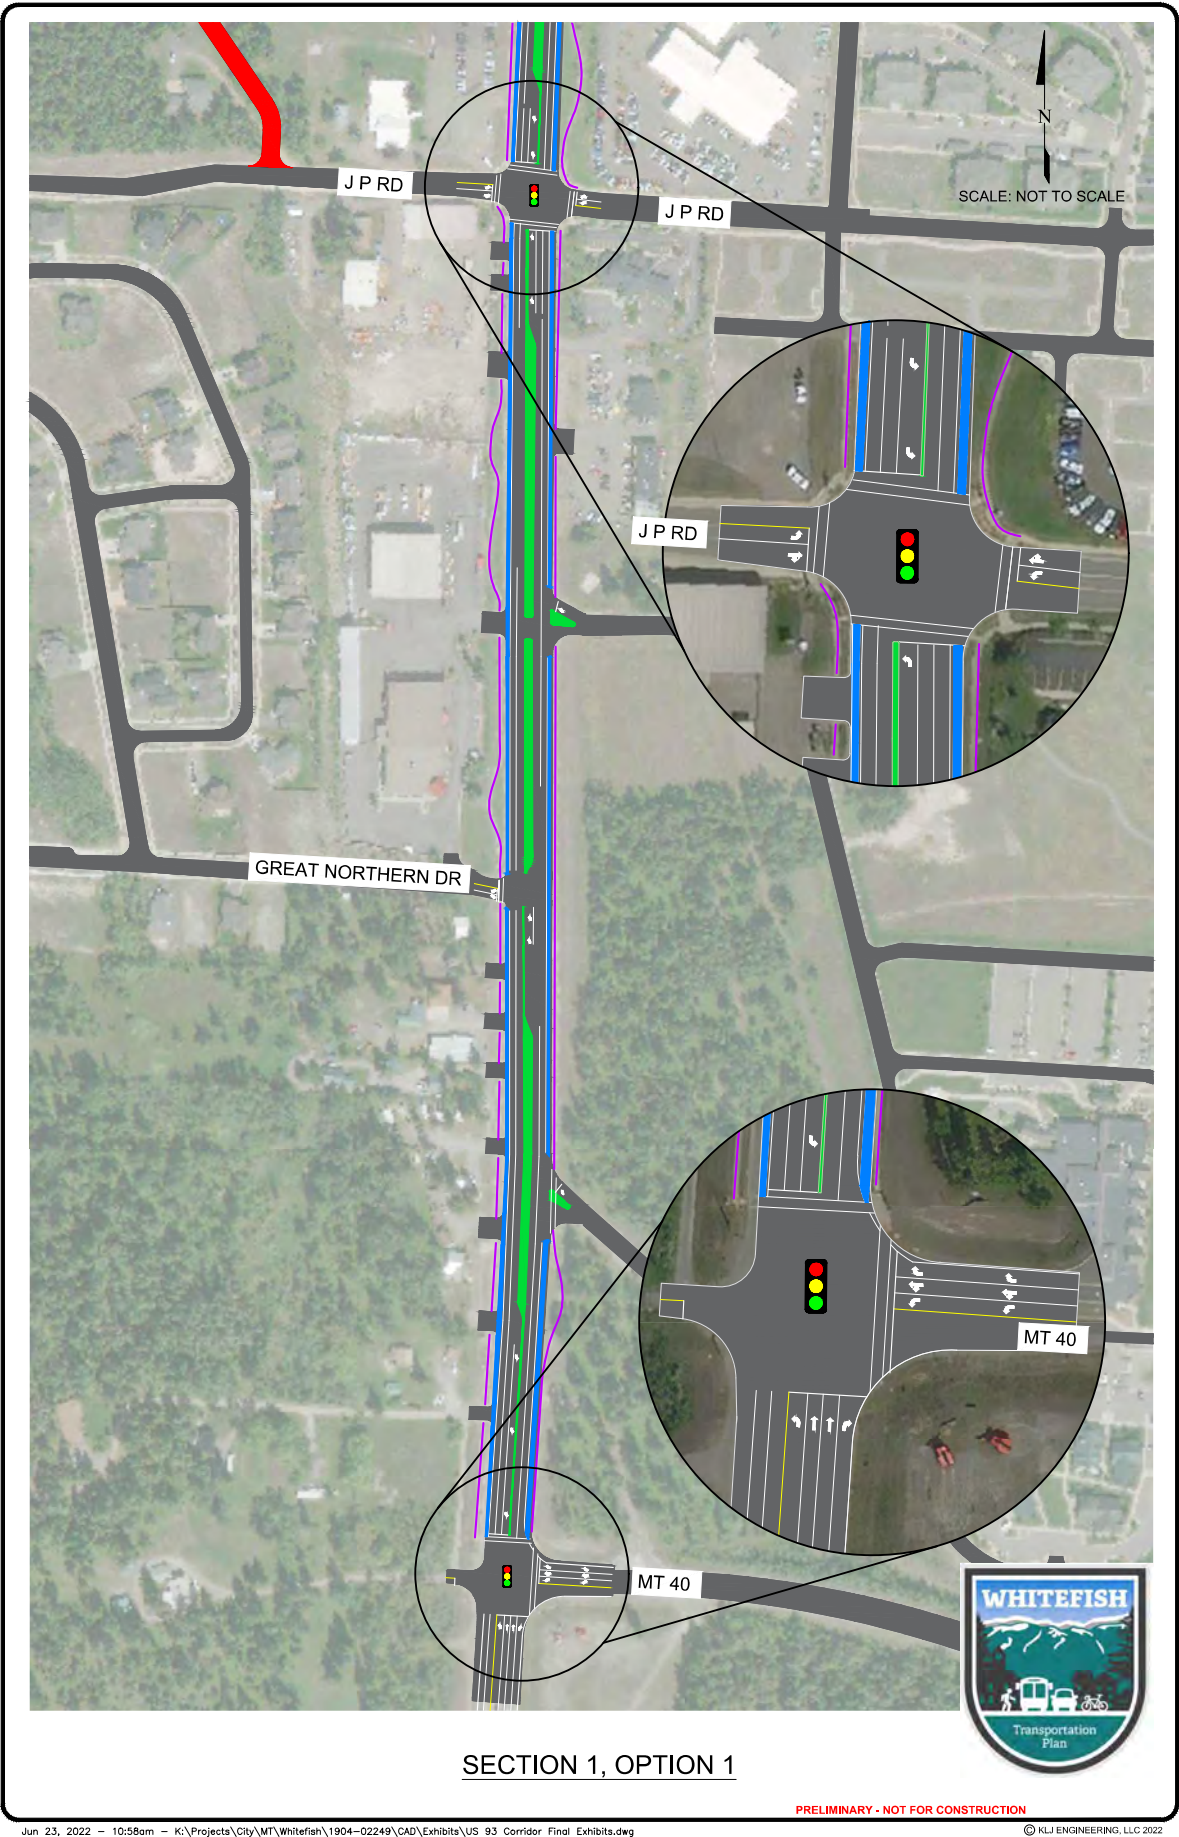 N
SCALE: NOT TO SCALE
J P RD
J P RD
J P RD
GREAT NORTHERN DR
MT 40
MT 40
WHITEFISH
Transportation
Plan
SECTION 1, OPTION 1
PRELIMINARY - NOT FOR CONSTRUCTION
Jun 23, 2022 - 10:58am - K:\Projects\City\MT\Whitefish\1904-02249\CAD\Exhibits\US 93 Corridor Final Exhibits.dwg
© KLJ ENGINEERING, LLC 2022